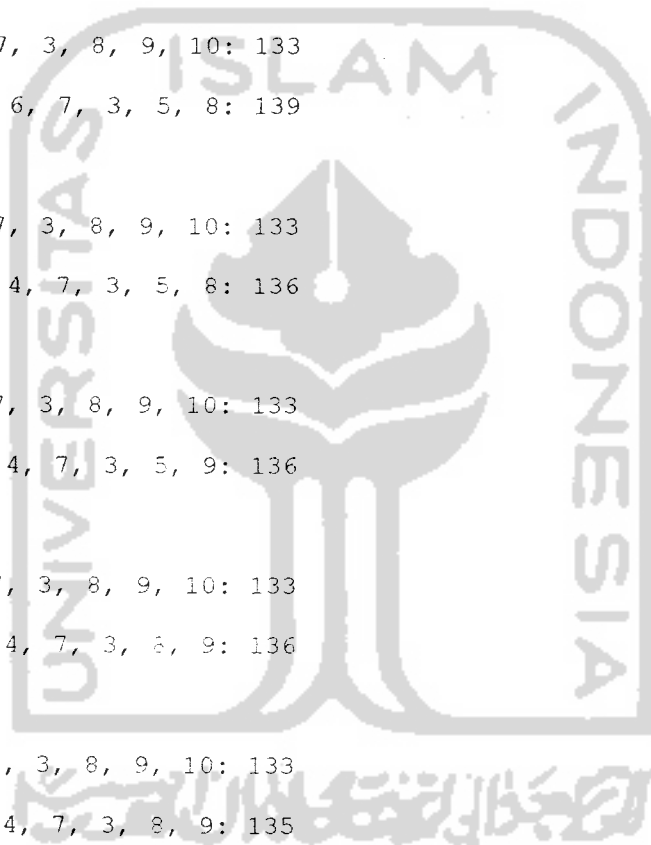 7, 3, 8, 9, 10: 133
6, 7, 3, 5, 8: 139
7, 3, 8, 9, 10: 133
4, 7, 3, 5, 8: 136
7, 3, 8, 9, 10: 133
4, 7, 3, 5, 9: 136
, 3, 8, 9, 10: 133
4, 7, 3, 6, 9: 136
, 3, 8, 9, 10: 133
4, 7, 3, 8, 9: 135
UNIVERSITAS
ISLAM
INDONESIA